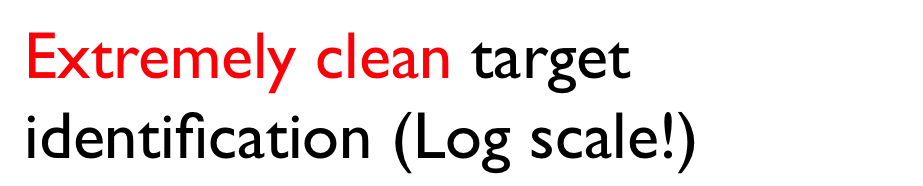 Extremely clean target
identification (Log scale!)